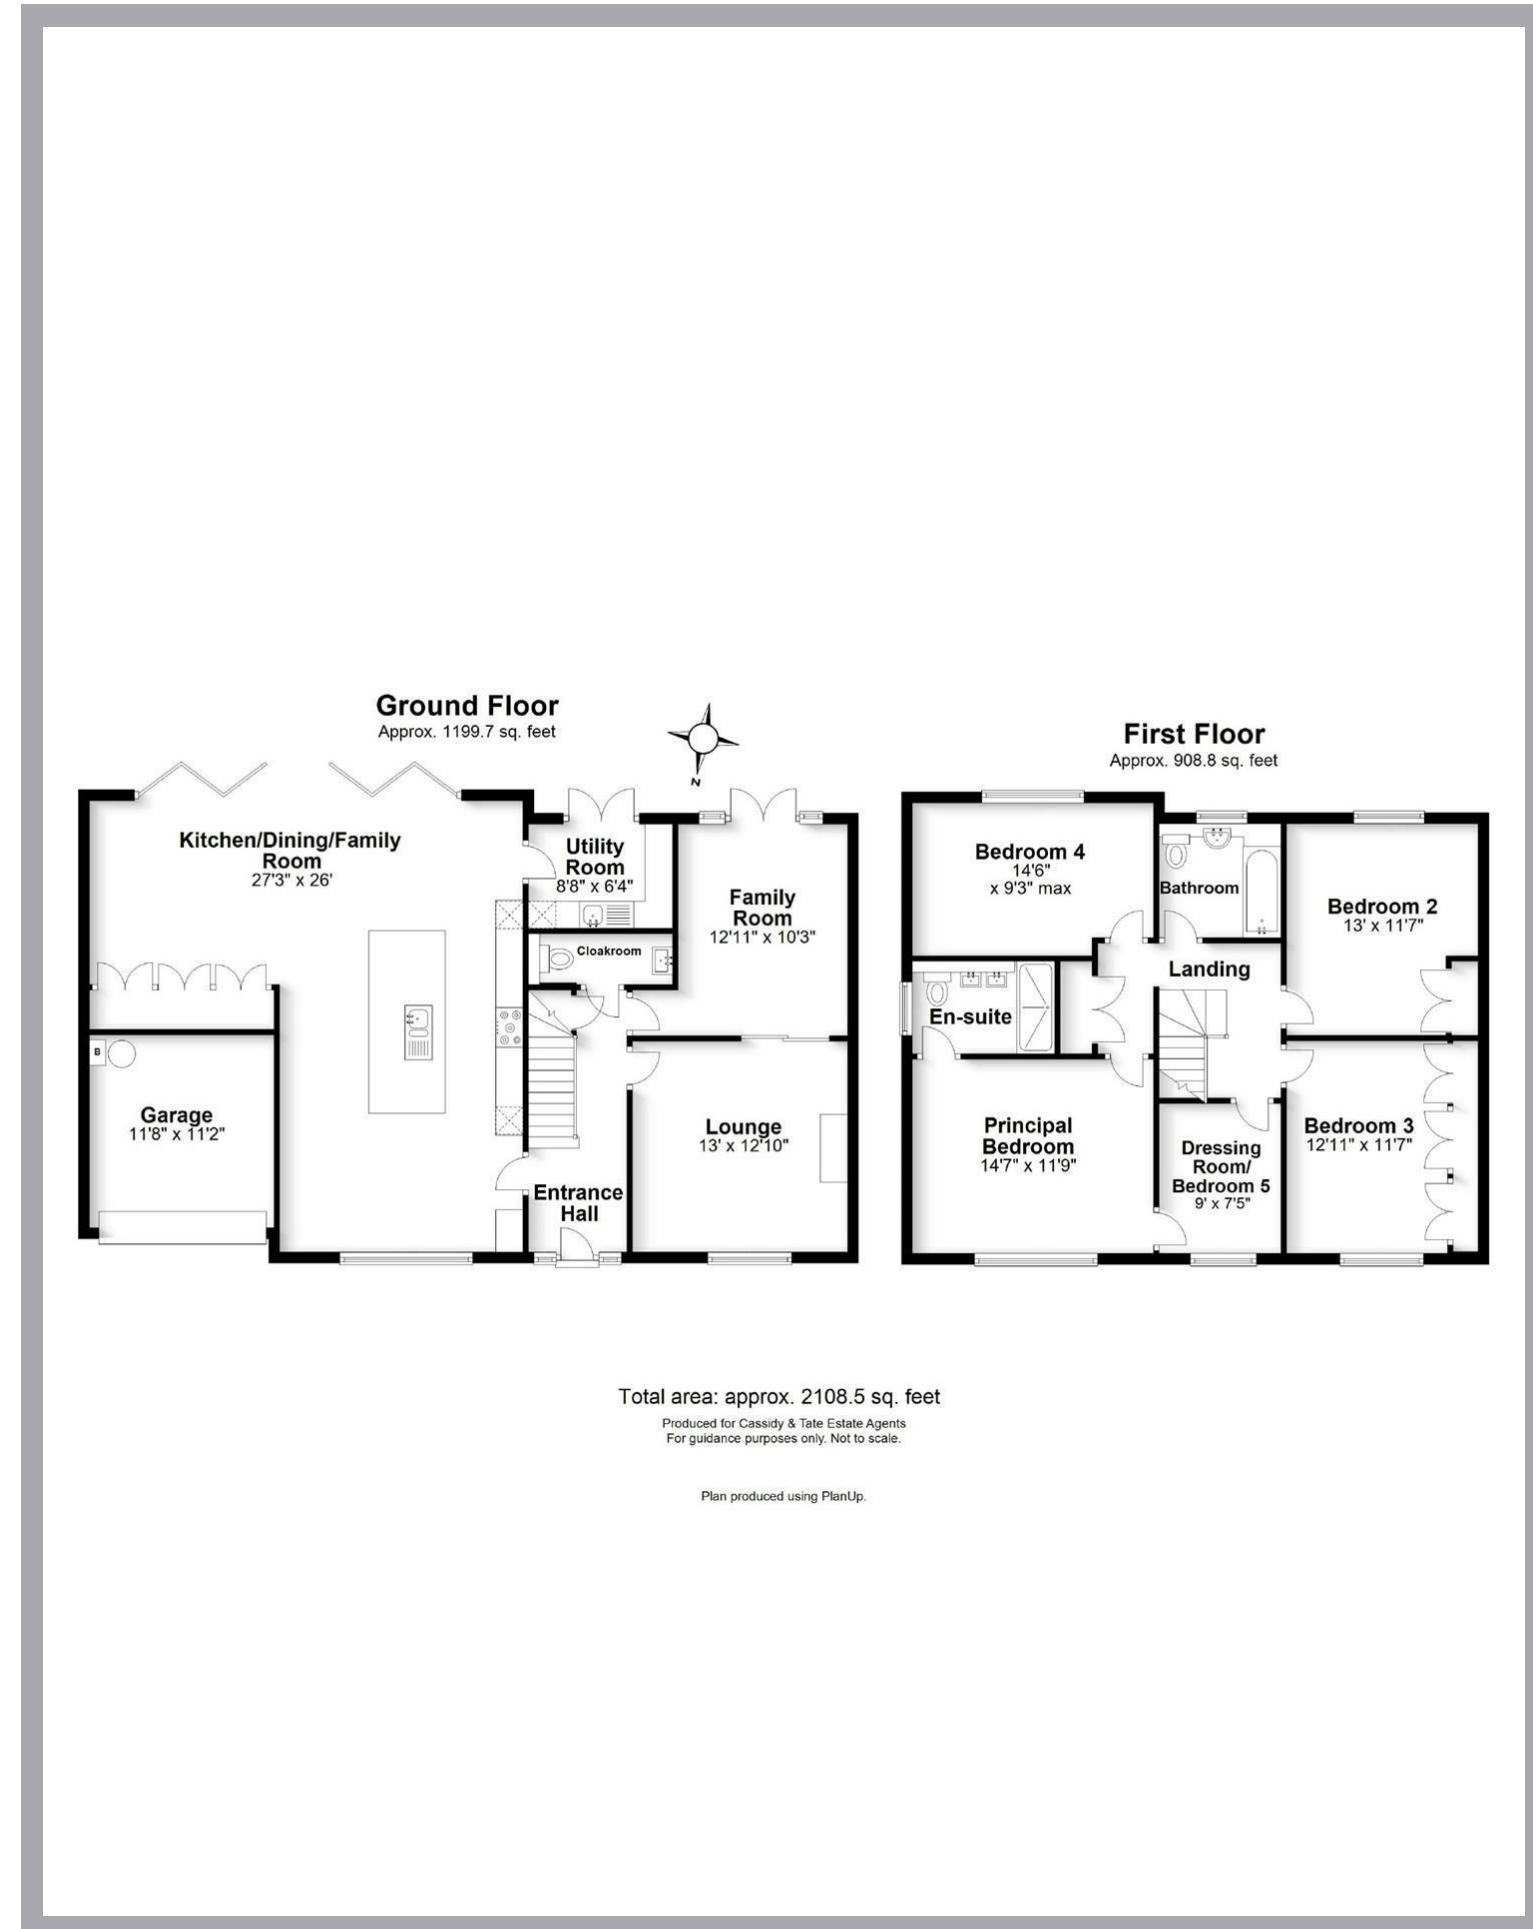 Ground Floor
Approx. 1199.7 sq. feet
N
Kitchen/Dining/Family
Room
27'3" x 26'
Utility
Room
8'8" x 6'4"
Family
Room
12'11" x 10'3"
Cloakroom
B
Garage
11'8" x 11'2"
Lounge
13' x 12'10"
Entrance
Hall
First Floor
Approx. 908.8 sq. feet
Bedroom 4
14'6"
x 9'3" max
Bathroom
Bedroom 2
13' x 11'7"
Landing
En-suite
Principal
Bedroom
14'7" x 11'9"
Dressing
Room/
Bedroom 5
9' x 7'5"
Bedroom 3
12'11" x 11'7"
Total area: approx. 2108.5 sq. feet
Produced for Cassidy & Tate Estate Agents
For guidance purposes only. Not to scale.
Plan produced using PlanUp.